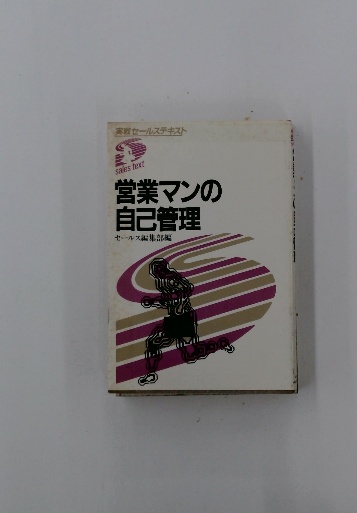 実戦セールステキスト
sales text
営業マンの
自己管理
セールス編集部編